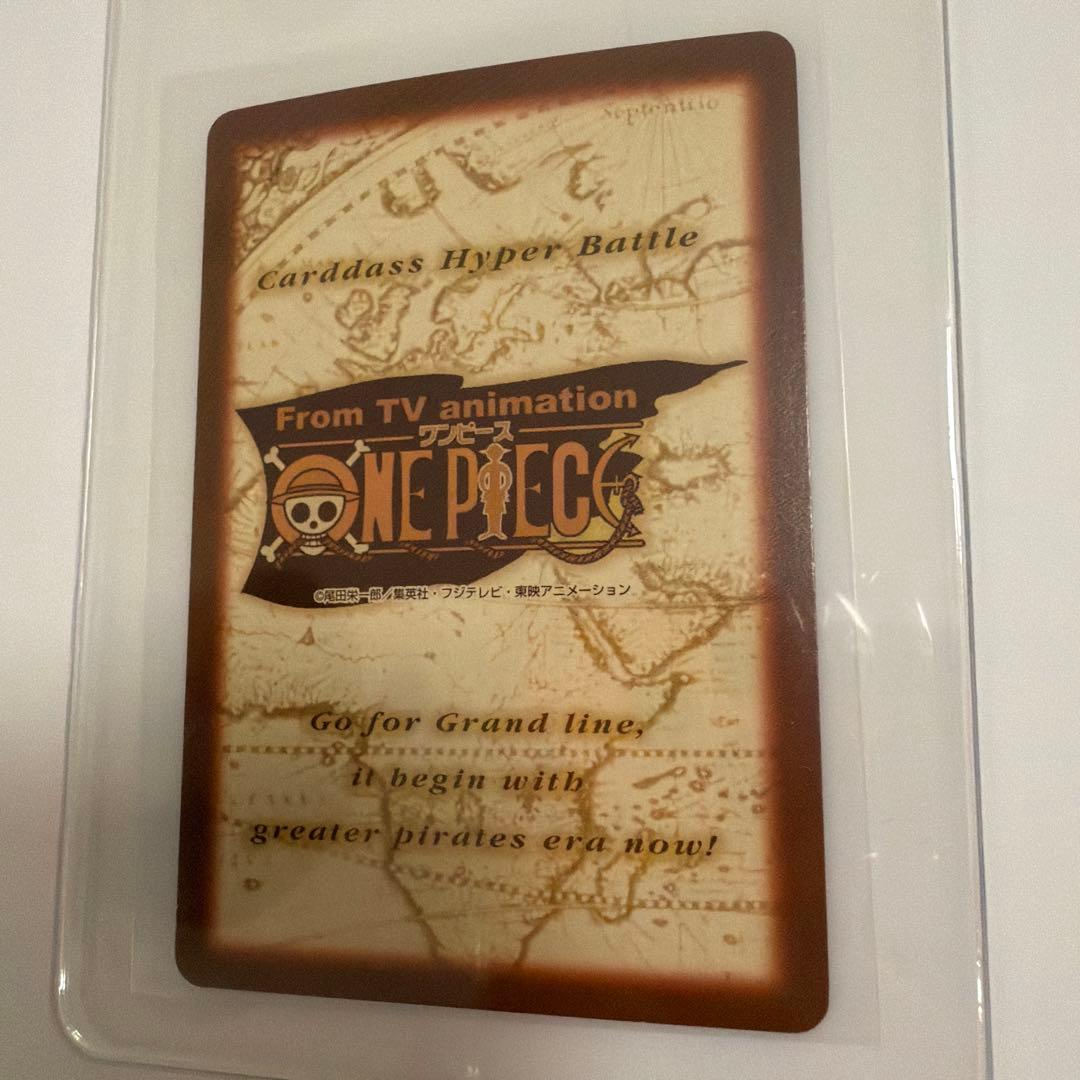 Septentrio
Carddass Hyper Battle
From TV animation
ワンピース
ONE PIECE
©尾田栄一郎/集英社・フジテレビ・東映アニメーション
Go for Grand line,
it begin with
greater pirates era now!